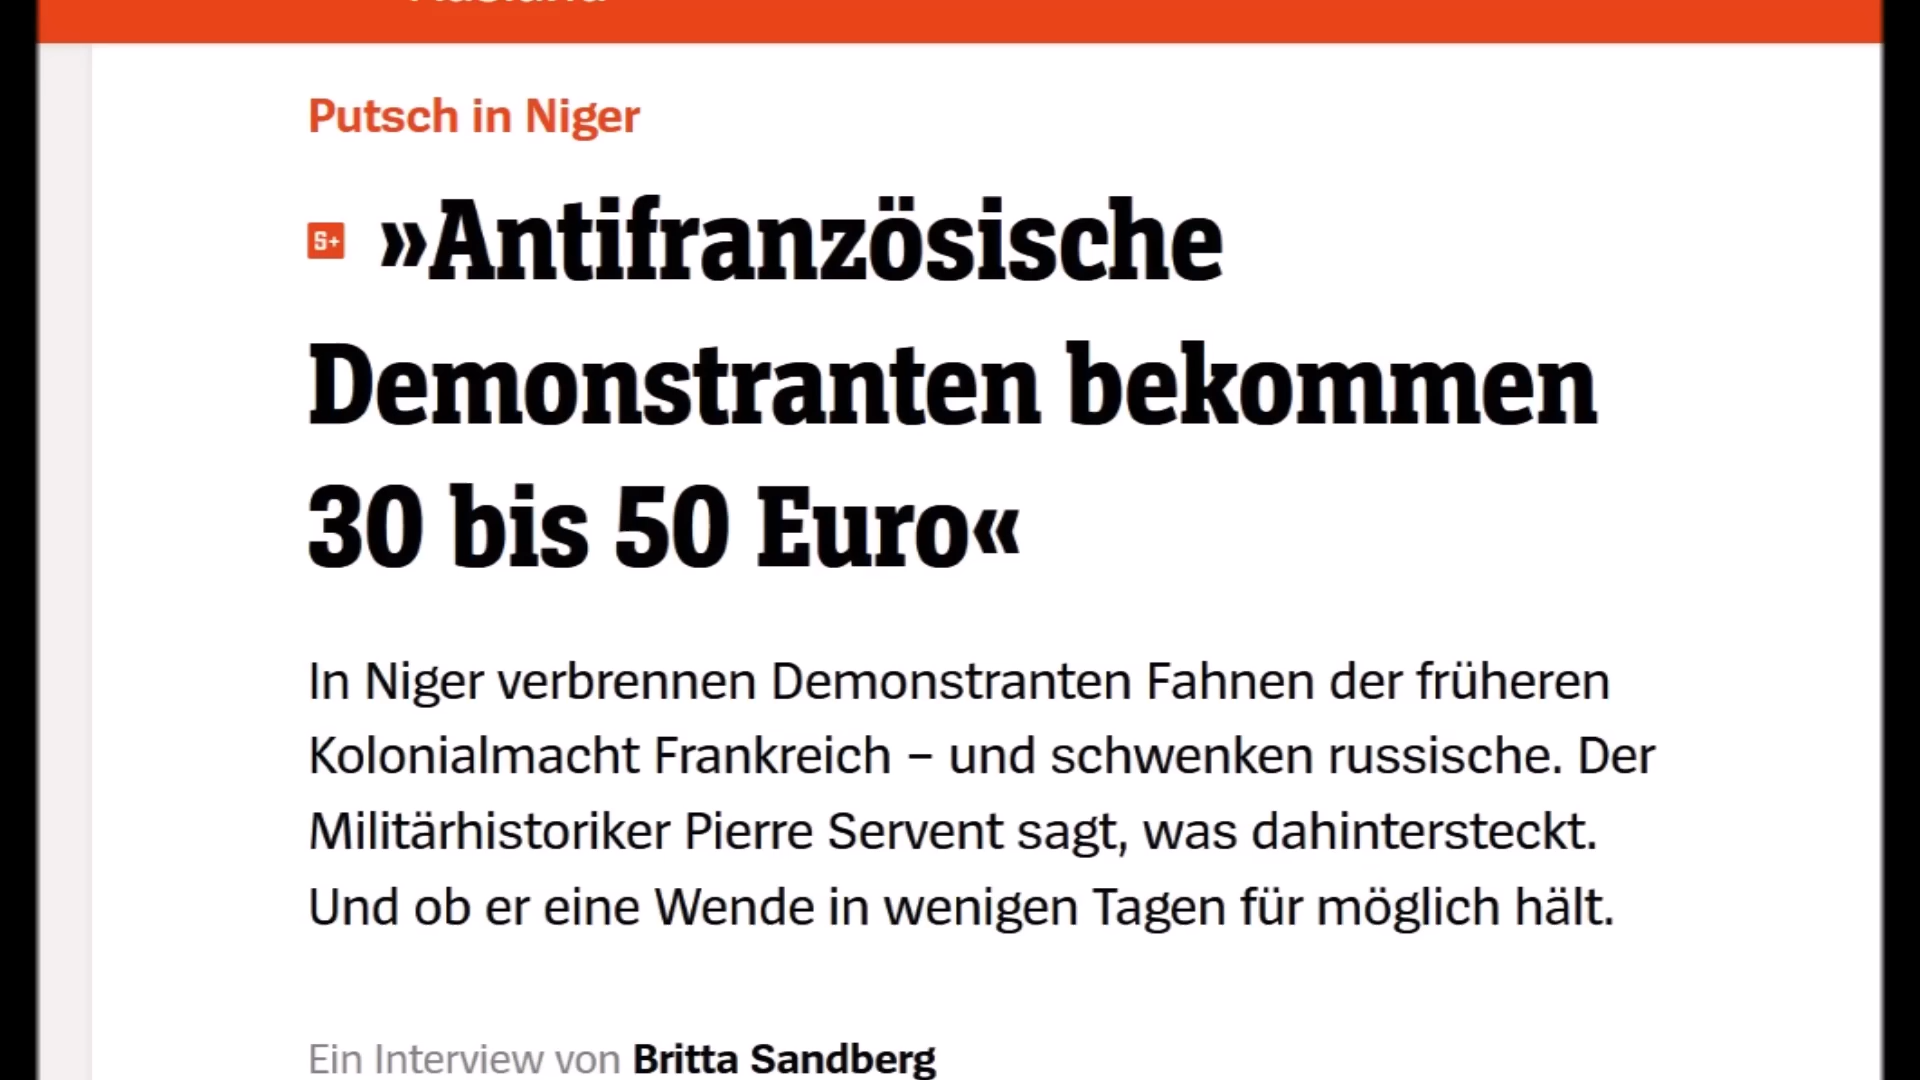 Ausland
Putsch in Niger
S+ »Antifranzösische
Demonstranten bekommen
30 bis 50 Euro«
In Niger verbrennen Demonstranten Fahnen der früheren
Kolonialmacht Frankreich – und schwenken russische. Der
Militärhistoriker Pierre Servent sagt, was dahintersteckt.
Und ob er eine Wende in wenigen Tagen für möglich hält.
Ein Interview von Britta Sandberg